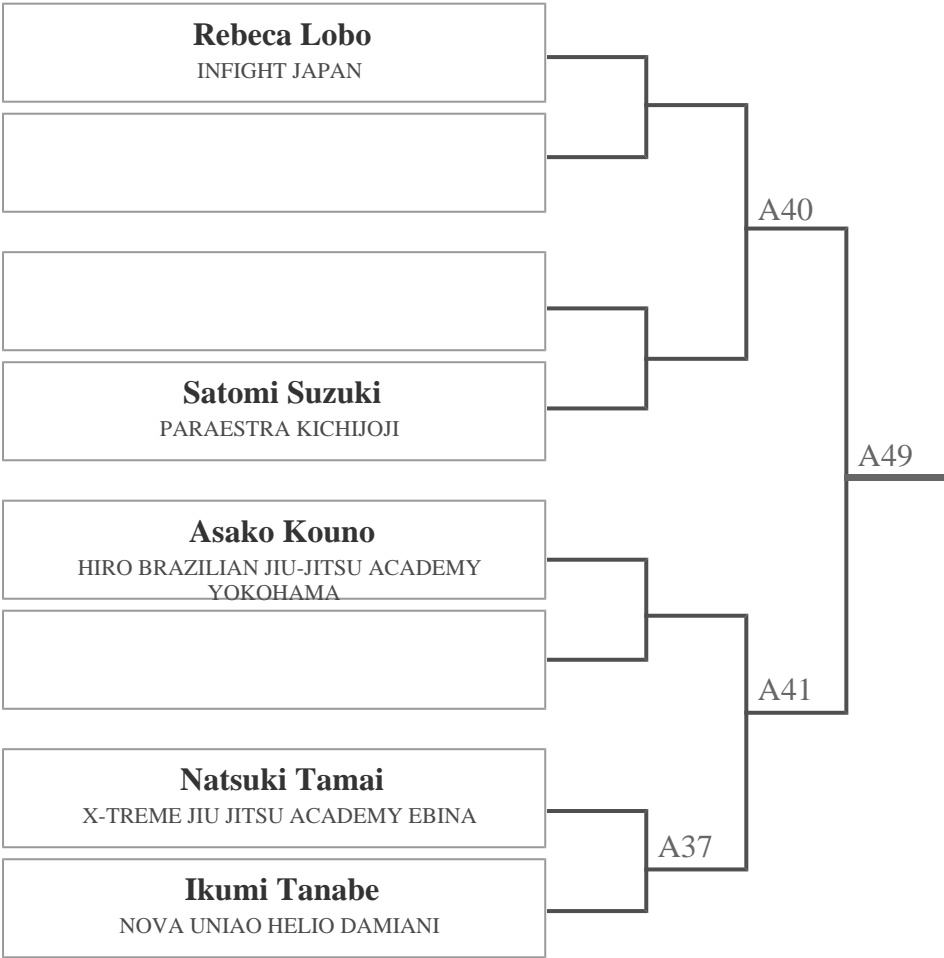 Rebeca Lobo
INFIGHT JAPAN
A40
Satomi Suzuki
PARAESTRA KICHIJOJI
A49
Asako Kouno
HIRO BRAZILIAN JIU-JITSU ACADEMY
YOKOHAMA
A41
Natsuki Tamai
X-TREME JIU JITSU ACADEMY EBINA
A37
Ikumi Tanabe
NOVA UNIAO HELIO DAMIANI